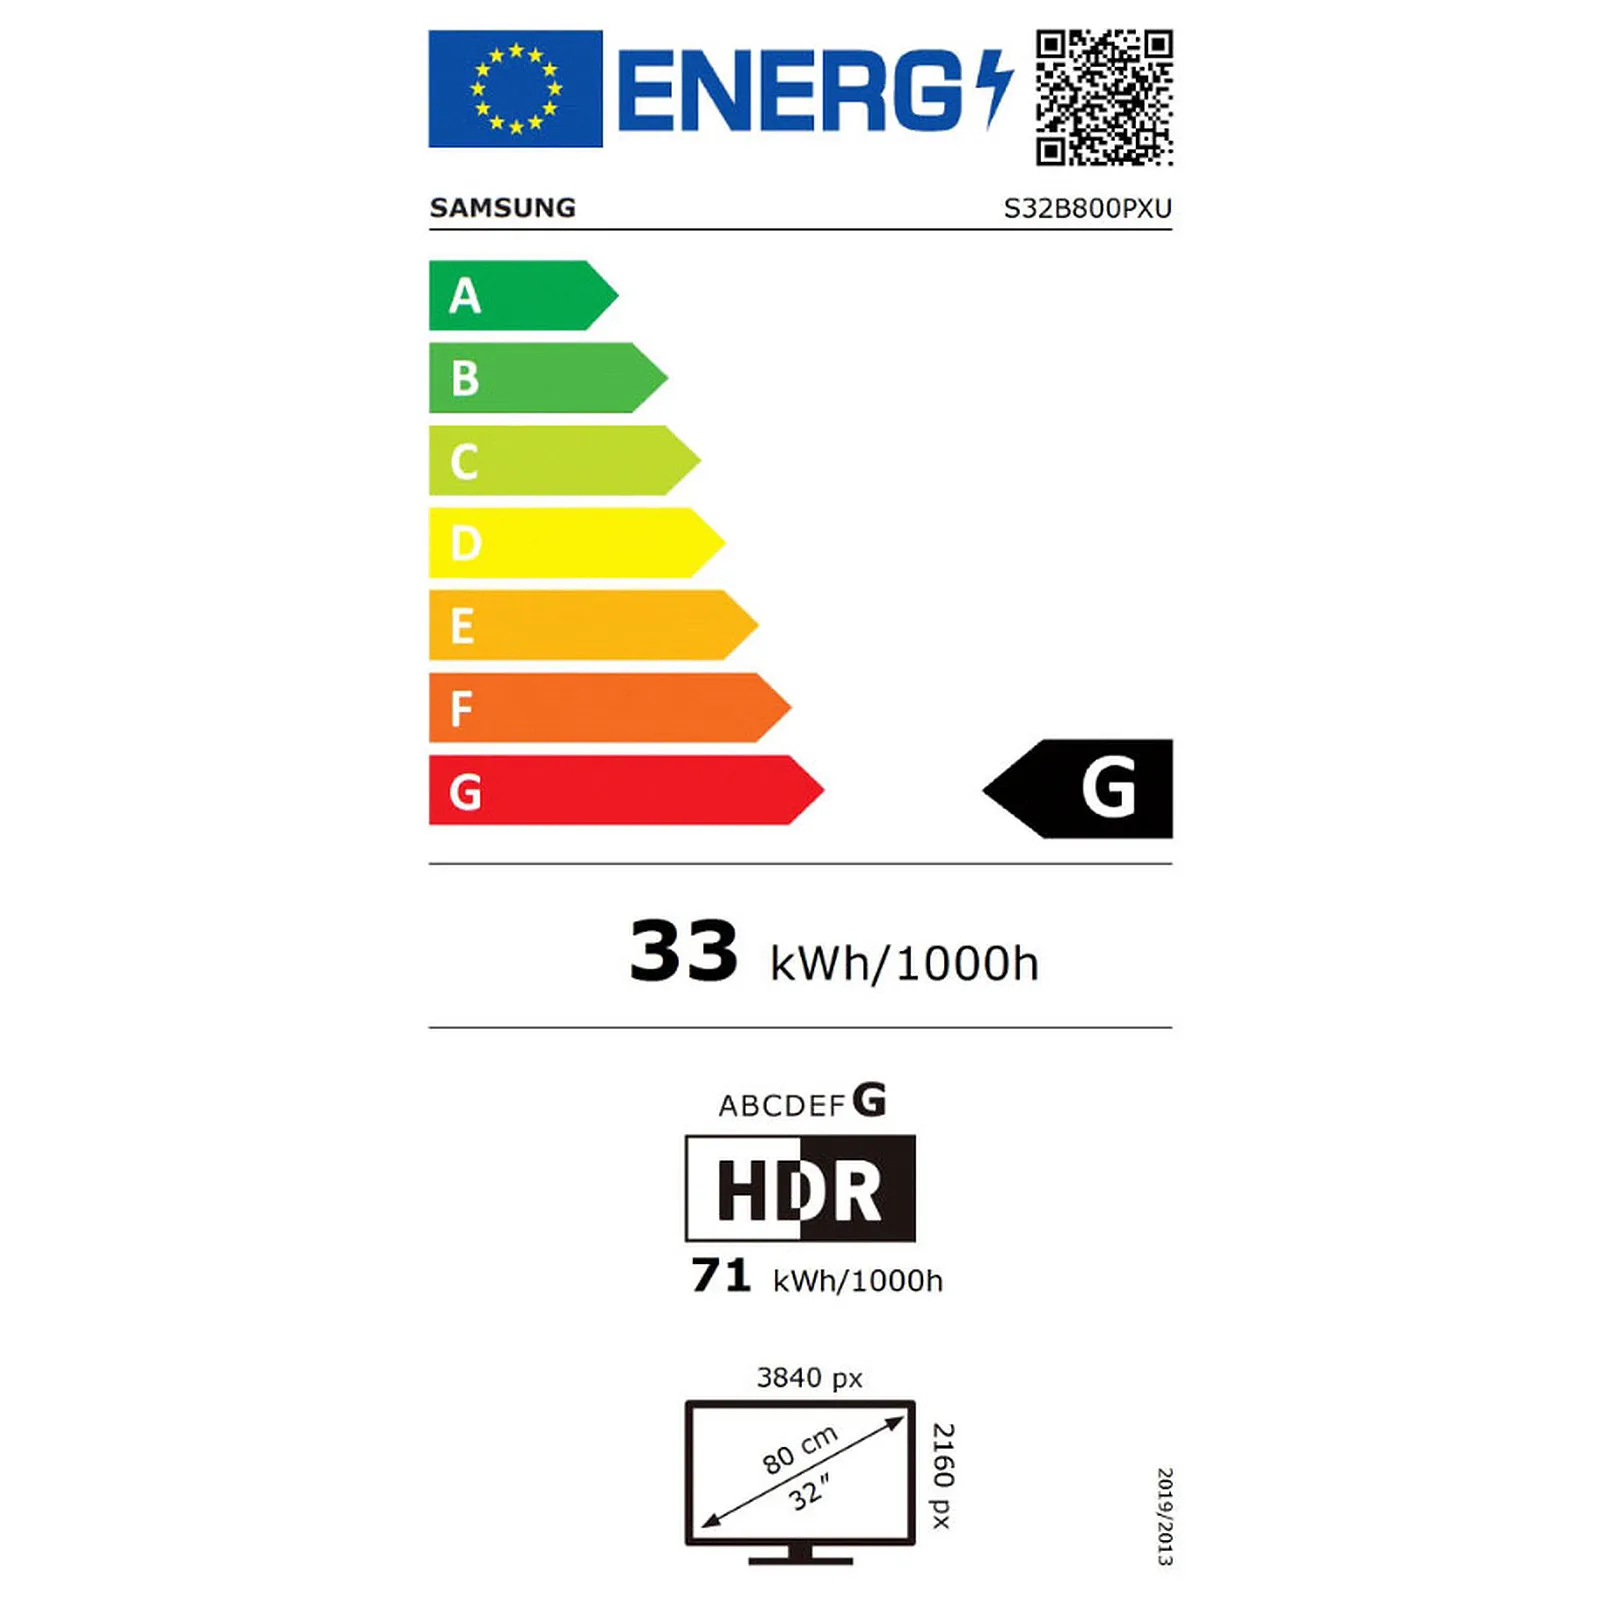 ENERG
SAMSUNG
S32B800PXU
A
B
C
D
E
F
G
G
33 kWh/1000h
ABCDEFG
HDR
71 kWh/1000h
3840 px
80 cm
32"
2160 px
2019/2013